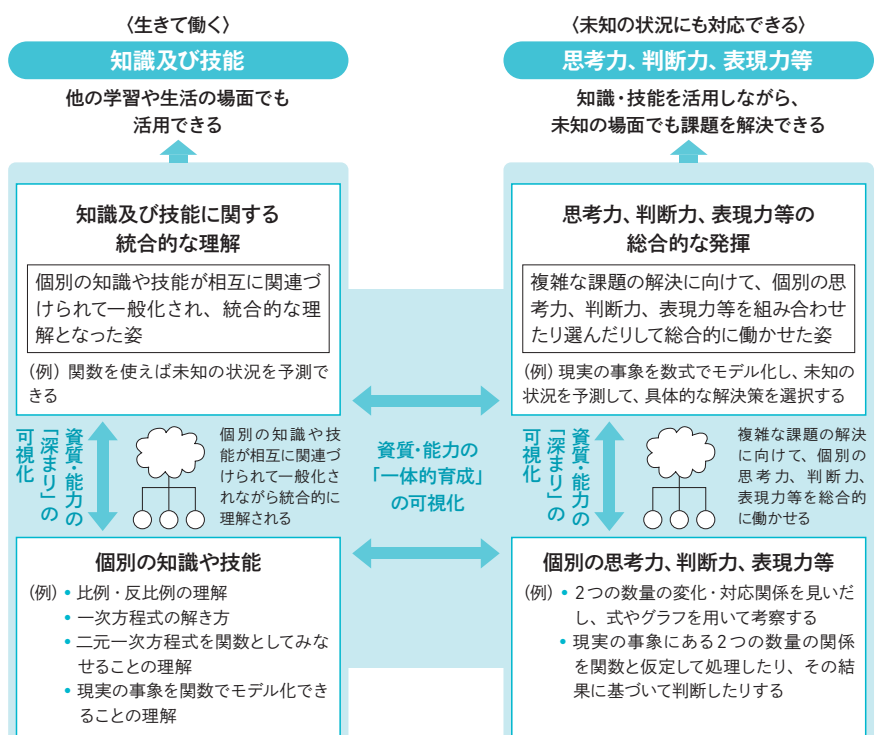 〈生きて働く〉
知識及び技能
他の学習や生活の場面でも
活用できる
知識及び技能に関する
統合的な理解
個別の知識や技能が相互に関連づ
けられて一般化され、統合的な理
解となった姿
(例) 関数を使えば未知の状況を予測で
きる
資質・能力の
「深まり」の
可視化
個別の知識や技
能が相互に関連づ
けられて一般化さ
れながら統合的に
理解される
個別の知識や技能
(例) • 比例・反比例の理解
• 一次方程式の解き方
• 二元一次方程式を関数としてみな
せることの理解
• 現実の事象を関数でモデル化でき
ることの理解
資質・能力の
「一体的育成」
の可視化
〈未知の状況にも対応できる〉
思考力、判断力、表現力等
知識・技能を活用しながら、
未知の場面でも課題を解決できる
思考力、判断力、表現力等の
総合的な発揮
複雑な課題の解決に向けて、個別の思
考力、判断力、表現力等を組み合わせ
たり選んだりして総合的に働かせた姿
(例) 現実の事象を数式でモデル化し、未知の
状況を予測して、具体的な解決策を選択する
資質・能力の
「深まり」の
可視化
複雑な課題の解決
に向けて、個別の
思考力、判断力、
表現力等を総合的
に働かせる
個別の思考力、判断力、表現力等
(例) • 2つの数量の変化・対応関係を見いだ
し、式やグラフを用いて考察する
• 現実の事象にある2つの数量の関係
を関数と仮定して処理したり、その結
果に基づいて判断したりする